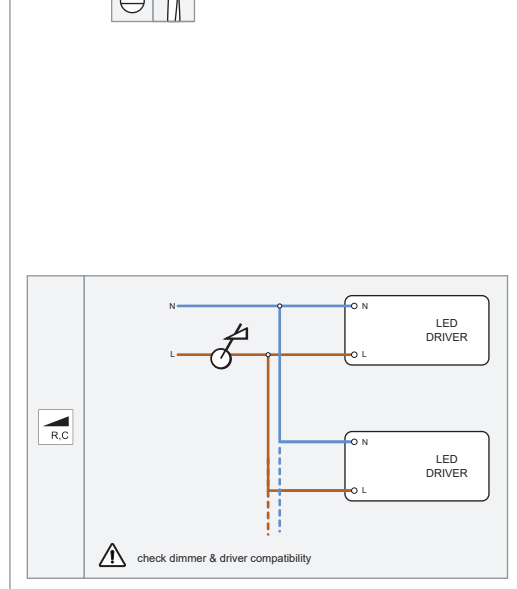 N
N
LED
DRIVER
L
L
R,C
N
LED
DRIVER
L
check dimmer & driver compatibility